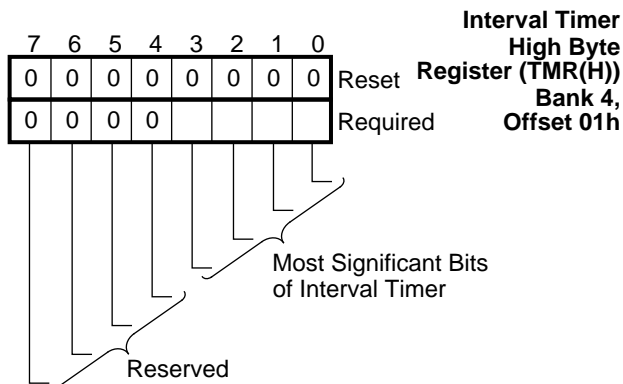 Interval Timer
High Byte
Register (TMR(H))
Bank 4,
Offset 01h
7 6 5 4 3 2 1 0
0 0 0 0 0 0 0 0 Reset
0 0 0 0 Required
Most Significant Bits
of Interval Timer
Reserved